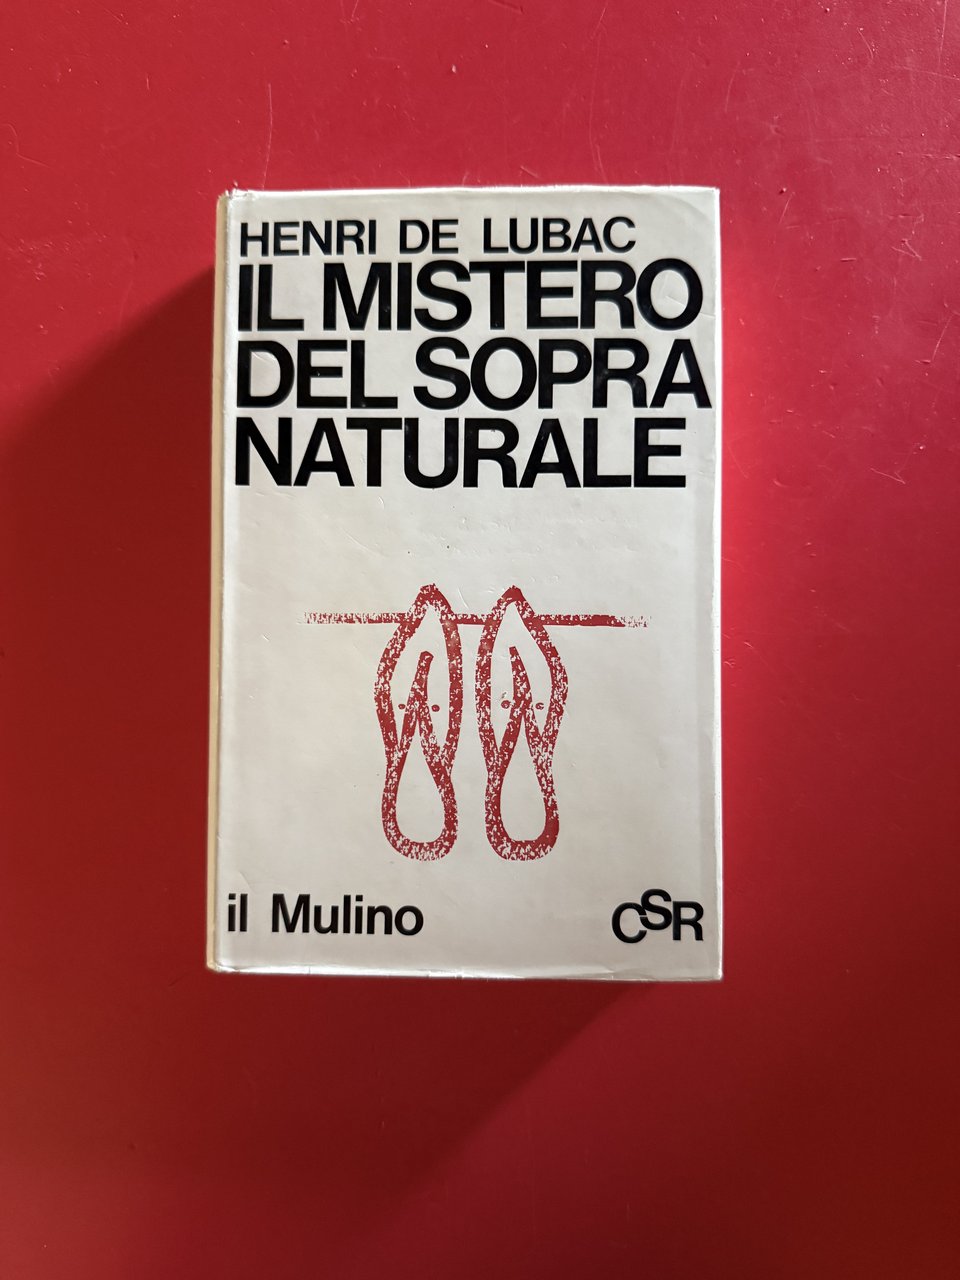 HENRI DE LUBAC
IL MISTERO
DEL SOPRA
NATURALE
il Mulino
CSR